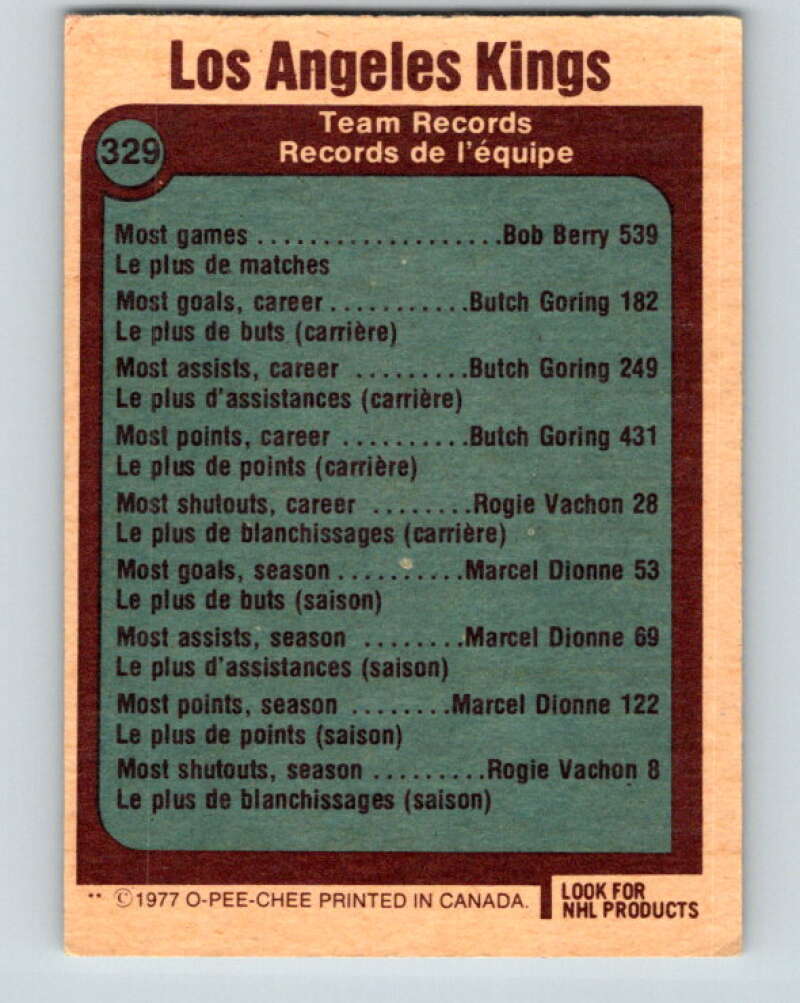 Los Angeles Kings
329
Team Records
Records de l'équipe
Most games ...................Bob Berry 539
Le plus de matches
Most goals, career...........Butch Goring 182
Le plus de buts (carrière)
Most assists, career .........Butch Goring 249
Le plus d'assistances (carrière)
Most points, career ..........Butch Goring 431
Le plus de points (carrière)
Most shutouts, career ........Rogie Vachon 28
Le plus de blanchissages (carrière)
Most goals, season..........Marcel Dionne 53
Le plus de buts (saison)
Most assists, season ........Marcel Dionne 69
Le plus d'assistances (saison)
Most points, season ........Marcel Dionne 122
Le plus de points (saison)
Most shutouts, season .........Rogie Vachon 8
Le plus de blanchissages (saison)
** ©1977 O-PEE-CHEE PRINTED IN CANADA.
LOOK FOR
NHL PRODUCTS